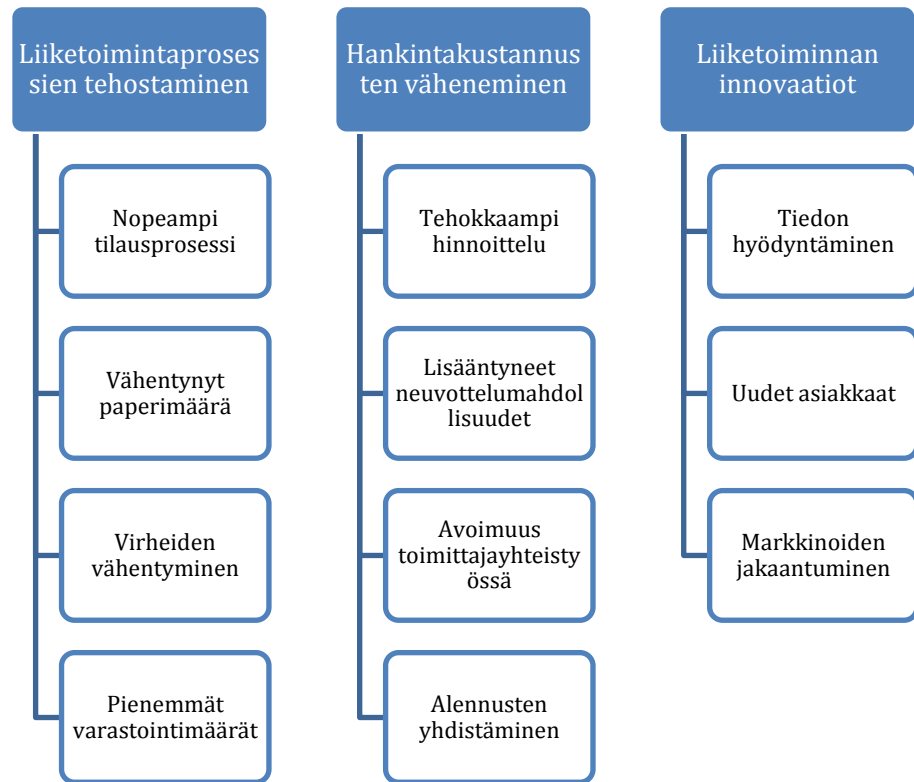 Liiketoimintaproses
sien tehostaminen
Nopeampi
tilausprosessi
Vähentynyt
paperimäärä
Virheiden
vähentyminen
Pienemmät
varastointimäärät
Hankintakustannus
ten väheneminen
Tehokkaampi
hinnoittelu
Lisääntyneet
neuvottelumahdol
lisuudet
Avoimuus
toimittajayhteisty
össä
Alennusten
yhdistäminen
Liiketoiminnan
innovaatiot
Tiedon
hyödyntäminen
Uudet asiakkaat
Markkinoiden
jakaantuminen